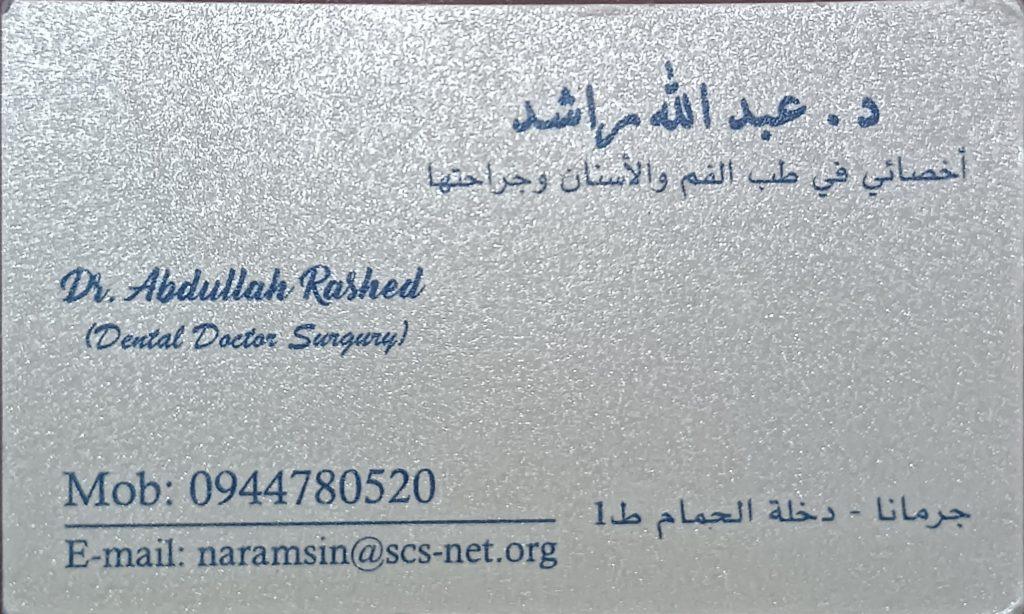 د. عبد الله راشد
أخصائي في طب الفم والأسنان وجراحتها
Dr. Abdullah Rashed
(Dental Doctor Surgury)
Mob: 0944780520
E-mail: naramsin@scs-net.org
جرمانا - دخلة الحمام ط1